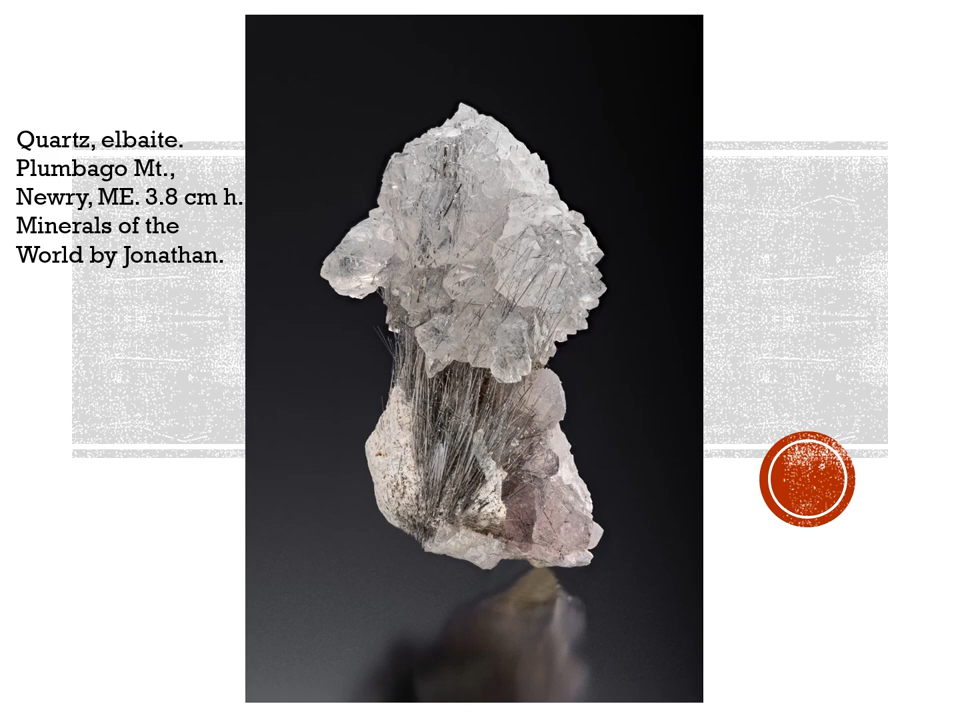 Quartz, elbaite.
Plumbago Mt.,
Newry, ME. 3.8 cm h.
Minerals of the
World by Jonathan.